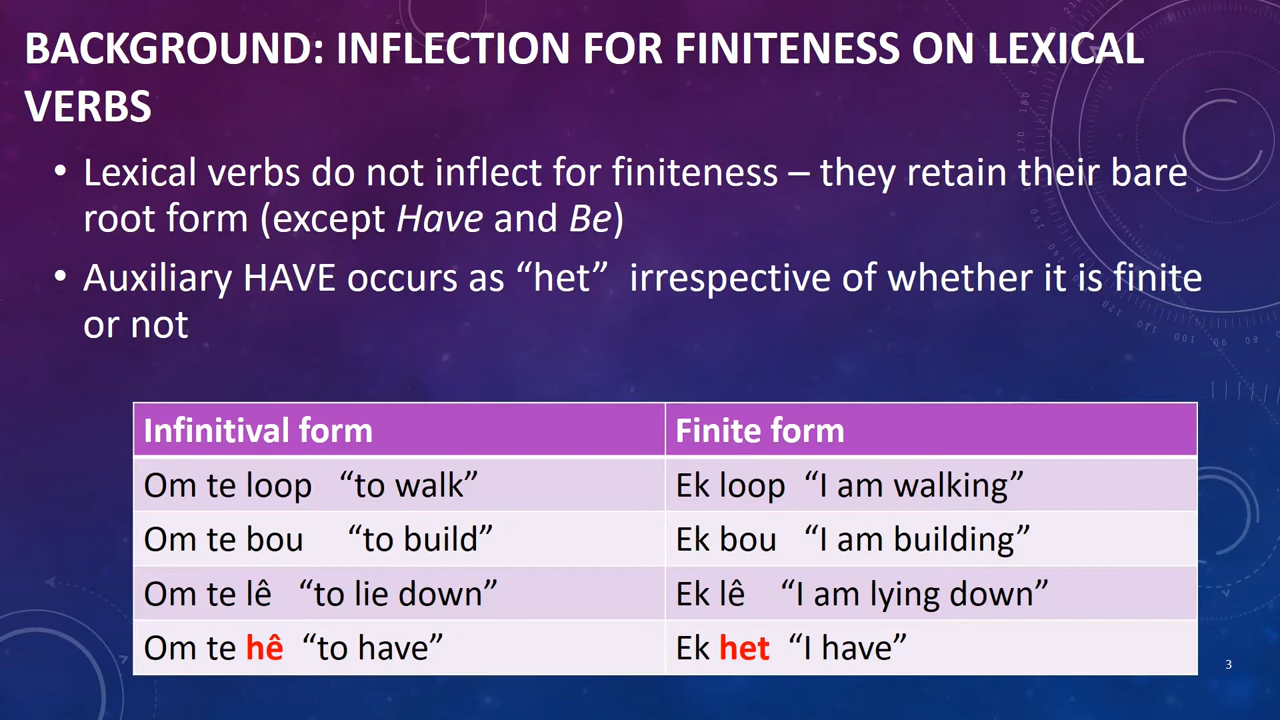 BACKGROUND: INFLECTION FOR FINITENESS ON LEXICAL
VERBS
• Lexical verbs do not inflect for finiteness – they retain their bare
root form (except Have and Be)
• Auxiliary HAVE occurs as “het” irrespective of whether it is finite
or not
Infinitival form Finite form
Om te loop “to walk” Ek loop “I am walking”
Om te bou “to build” Ek bou “I am building”
Om te lê “to lie down” Ek lê “I am lying down”
Om te hê “to have” Ek het “I have”
3